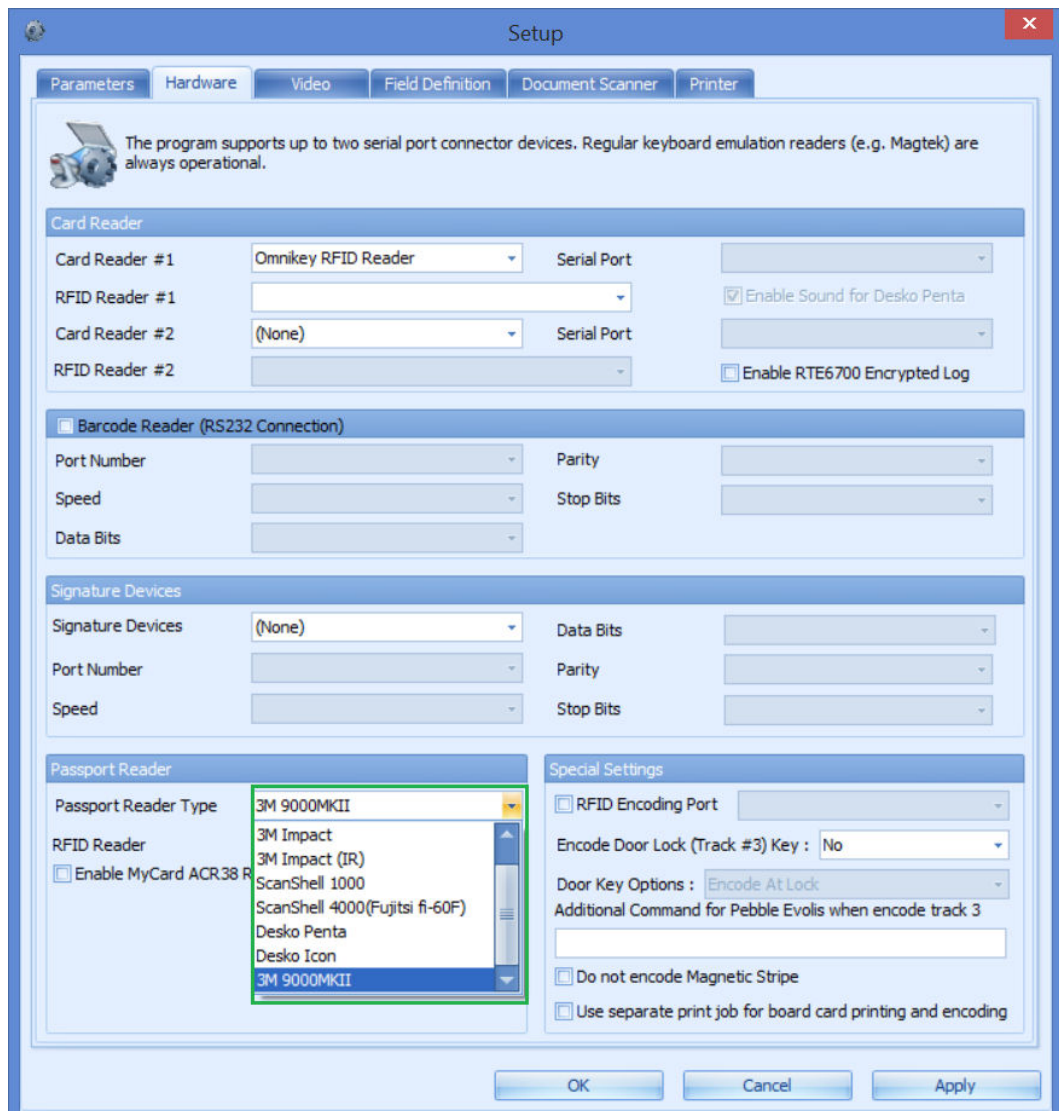 Setup
Parameters Hardware Video Field Definition Document Scanner Printer
The program supports up to two serial port connector devices. Regular keyboard emulation readers (e.g. Magtek) are
always operational.
Card Reader
Card Reader #1 Omnikey RFID Reader Serial Port
RFID Reader #1 Enable Sound for Desko Penta
Card Reader #2 (None) Serial Port
RFID Reader #2 Enable RTE6700 Encrypted Log
Barcode Reader (RS232 Connection)
Port Number Parity
Speed Stop Bits
Data Bits
Signature Devices
Signature Devices (None) Data Bits
Port Number Parity
Speed Stop Bits
Passport Reader
Passport Reader Type 3M 9000MKII
RFID Reader
Enable MyCard ACR38 R
3M Impact
3M Impact (IR)
ScanShell 1000
ScanShell 4000(Fujitsi fi-60F)
Desko Penta
Desko Icon
3M 9000MKII
Special Settings
RFID Encoding Port
Encode Door Lock (Track #3) Key : No
Door Key Options : Encode At Lock
Additional Command for Pebble Evolis when encode track 3
Do not encode Magnetic Stripe
Use separate print job for board card printing and encoding
OK Cancel Apply